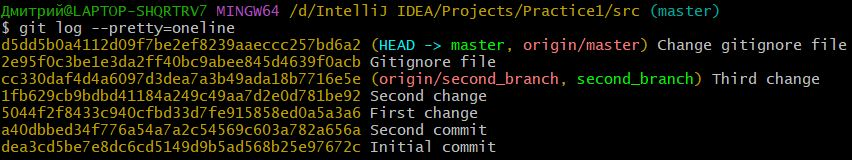 Дмитрий@LAPTOP-SHQRTRV7 MINGW64 /d/IntelliJ IDEA/Projects/Practice1/src (master)
$ git log --pretty=oneline
d5dd5b0a4112d09f7be2ef8239aaeccc257bd6a2 (HEAD -> master, origin/master) Change gitignore file
2e95f0c3be1e3da2ff40bc9abee845d4639f0acb Gitignore file
cc330daf4d4a6097d3dea7a3b49ada18b7716e5e (origin/second_branch, second_branch) Third change
1fb629cb9bdbd41184a249c49aa7d2e0d781be92 Second change
5044f2f8433c940cfbd33d7fe915858ed0a5a3a6 First change
a40dbbed34f776a54a7a2c54569c603a782a656a Second commit
dea3cd5be7e8dc6cd5149d9b5ad568b25e97672c Initial commit